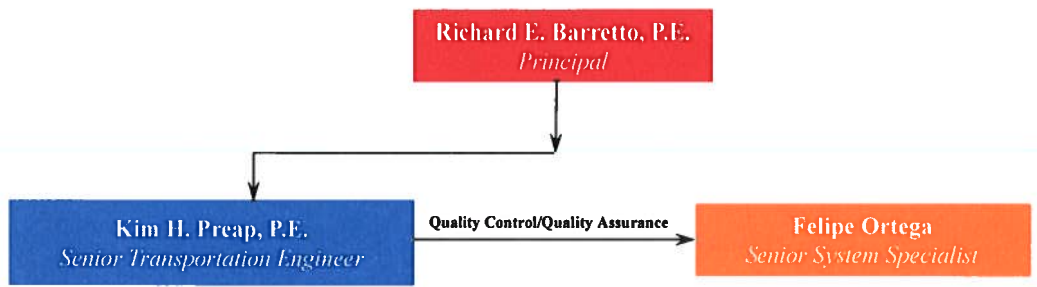 Richard E. Barretto, P.E.
Principal
Kim H. Preap, P.E.
Senior Transportation Engineer
Quality Control/Quality Assurance
Felipe Ortega
Senior System Specialist